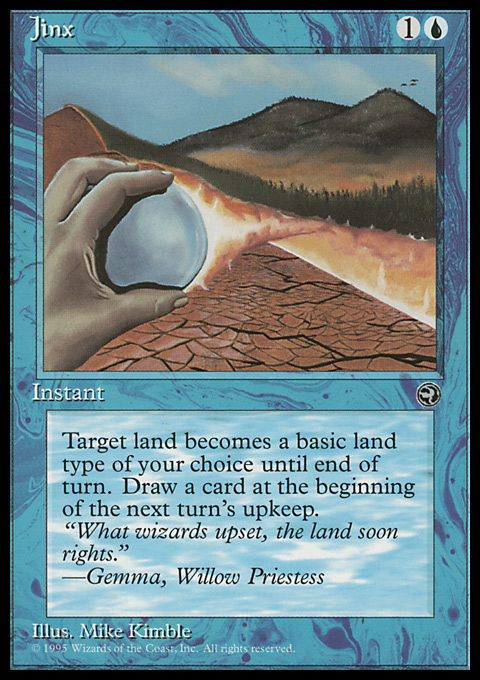 Jinx
1
Instant
Target land becomes a basic land
type of your choice until end of
turn. Draw a card at the beginning
of the next turn's upkeep.
“What wizards upset, the land soon
rights.”
—Gemma, Willow Priestess
Illus. Mike Kimble
© 1995 Wizards of the Coast, Inc. All rights reserved.